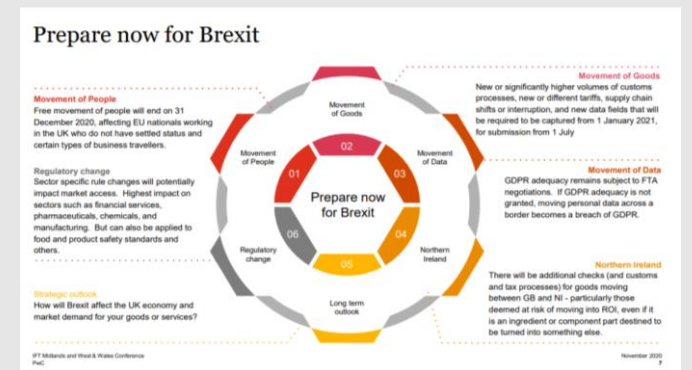 Prepare now for Brexit
Movement of People
Free movement of people will end on 31
December 2020, affecting EU nationals working
in the UK who do not have settled status and
certain types of business travellers.
Regulatory change
Sector specific rule changes will potentially
impact market access. Highest impact on
sectors such as financial services,
pharmaceuticals, chemicals, and
manufacturing. But can also be applied to
food and product safety standards and
others.
Strategic outlook
How will Brexit affect the UK economy and
market demand for your goods or services?
Movement
of Goods
02
Movement
of People
01
Movement
of Data
03
Prepare now
for Brexit
06
04
Regulatory
change
Northern
Ireland
05
Long term
outlook
Movement of Goods
New or significantly higher volumes of customs
processes, new or different tariffs, supply chain
shifts or interruption, and new data fields that will
be required to be captured from 1 January 2021,
for submission from 1 July
Movement of Data
GDPR adequacy remains subject to FTA
negotiations. If GDPR adequacy is not
granted, moving personal data across a
border becomes a breach of GDPR.
Northern Ireland
There will be additional checks (and customs
and tax processes) for goods moving
between GB and NI - particularly those
deemed at risk of moving into ROI, even if it
is an ingredient or component part destined to
be turned into something else.
IFT Midlands and West & Wales Conference
PwC
November 2020
7